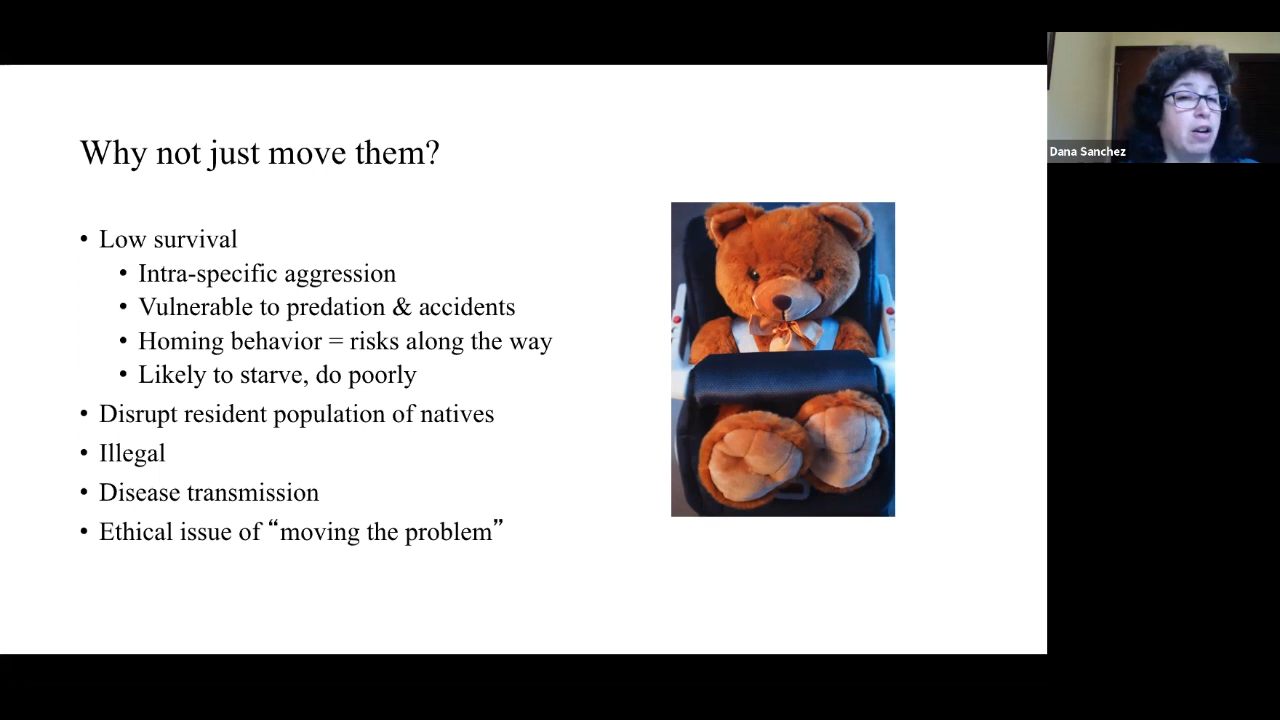 Why not just move them?
• Low survival
• Intra-specific aggression
• Vulnerable to predation & accidents
• Homing behavior = risks along the way
• Likely to starve, do poorly
• Disrupt resident population of natives
• Illegal
• Disease transmission
• Ethical issue of “moving the problem”
Dana Sanchez